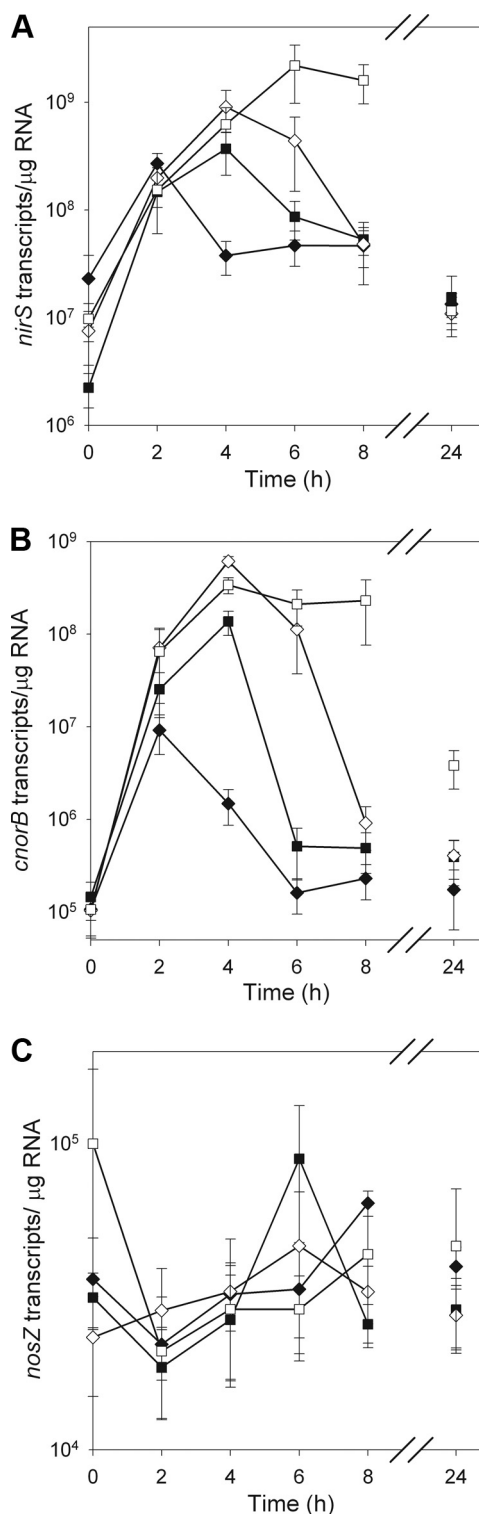 A
nirS transcripts/µg RNA
10⁹
10⁸
10⁷
10⁶
0 2 4 6 8 24
Time (h)
B
cnorB transcripts/µg RNA
10⁹
10⁸
10⁷
10⁶
10⁵
0 2 4 6 8 24
Time (h)
C
nosZ transcripts/ µg RNA
10⁵
10⁴
0 2 4 6 8 24
Time (h)